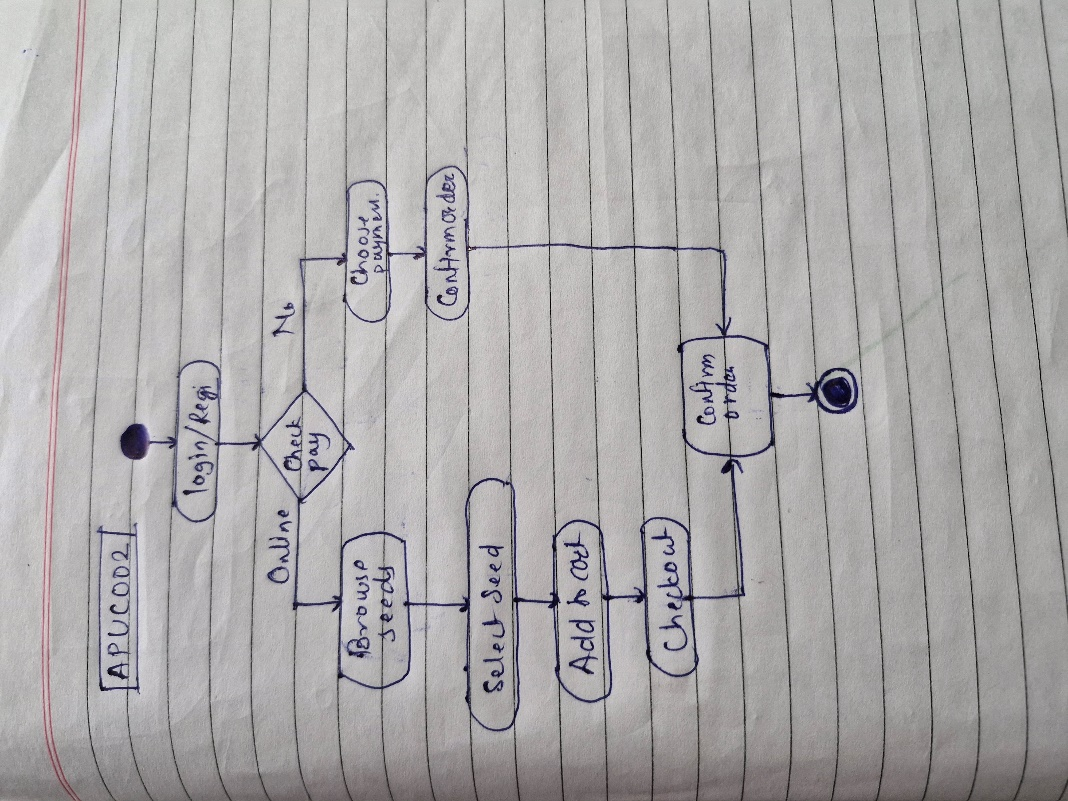 APUC002
login/Regi
Check
pay
Online
No
Browse
seeds
Choose
paymen.
Confirm order
Select seed
Add to cart
Checkout
Confirm
order